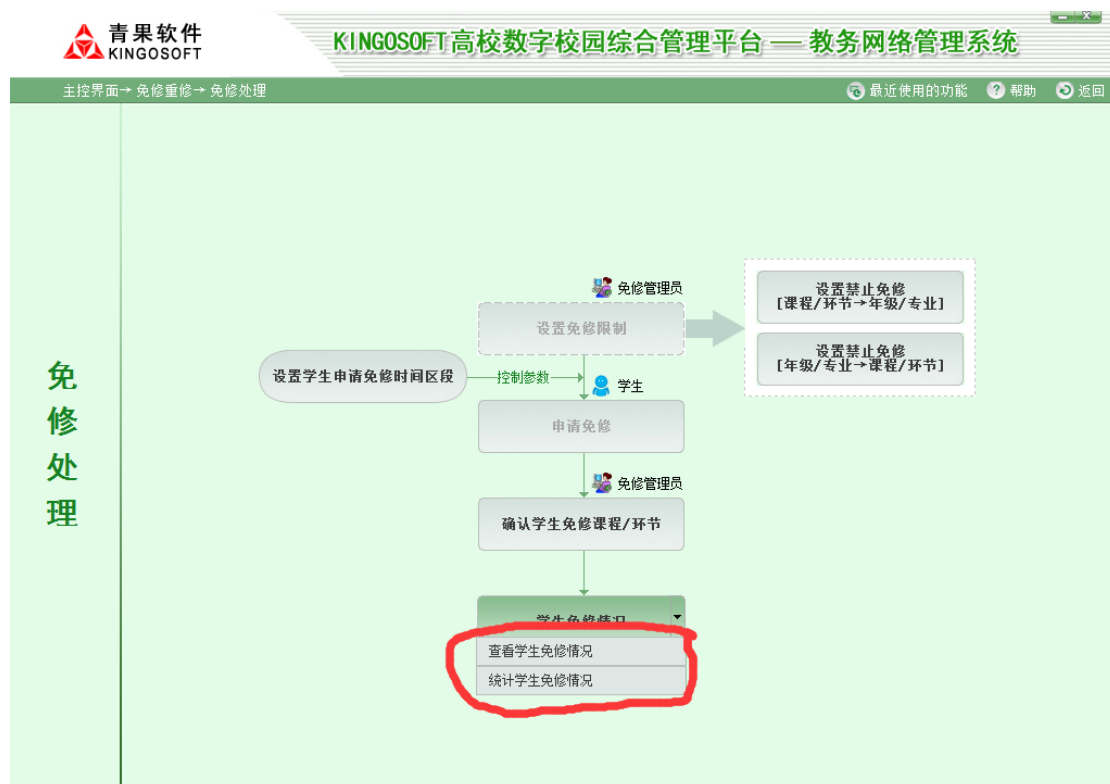 青果软件
KINGOSOFT
KINGOSOFT高校数字校园综合管理平台 — 教务网络管理系统
主控界面→ 免修重修→ 免修处理
最近使用的功能
帮助
返回
免修处理
免修管理员
设置免修限制
设置禁止免修
[课程/环节→年级/专业]
设置禁止免修
[年级/专业→课程/环节]
设置学生申请免修时间区段
控制参数
学生
申请免修
免修管理员
确认学生免修课程/环节
学生免修情况
查看学生免修情况
统计学生免修情况